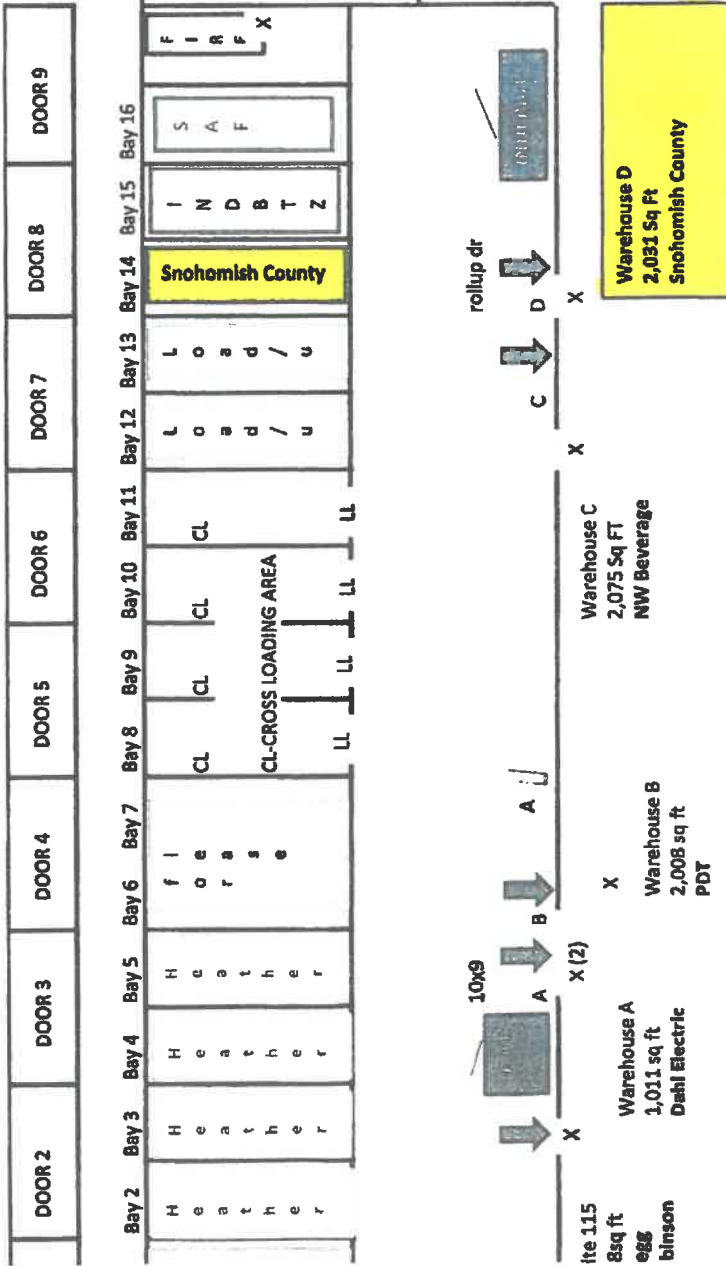 DOOR 2
DOOR 3
DOOR 4
DOOR 5
DOOR 6
DOOR 7
DOOR 8
DOOR 9
Bay 2
Bay 3
Bay 4
Bay 5
Bay 6
Bay 7
Bay 8
Bay 9
Bay 10
Bay 11
Bay 12
Bay 13
Bay 14
Bay 15
Bay 16
Heather
Heather
Heather
Heather
for
lease
CL
CL
CL
CL
CL-CROSS LOADING AREA
LL
LL
LL
LL
Load/u
Load/u
Snohomish County
INDBTZ
SAF
FIRF
X
10x9
rollup dr
A
B
A
C
D
X
X (2)
X
X
X
ite 115
8sq ft
egg
binson
Warehouse A
1,011 sq ft
Dahl Electric
Warehouse B
2,008 sq ft
PDT
Warehouse C
2,075 Sq FT
NW Beverage
Warehouse D
2,031 Sq Ft
Snohomish County